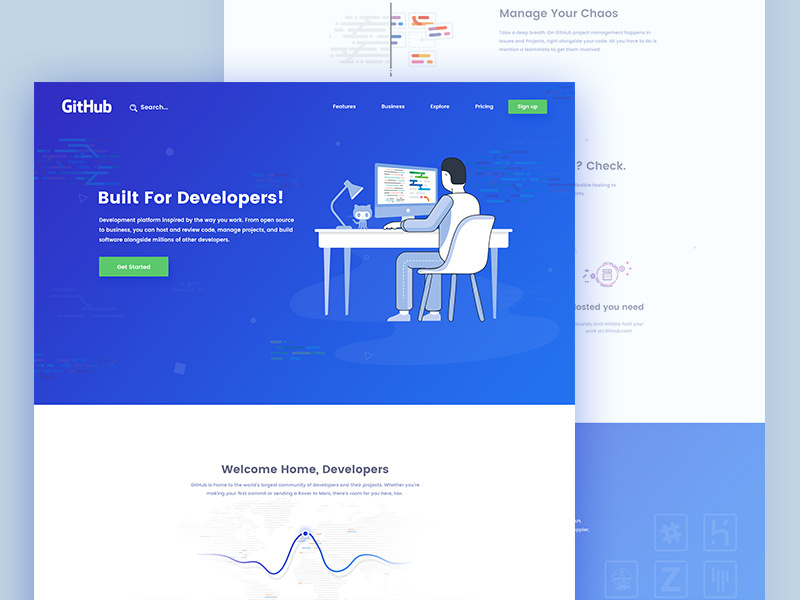 Manage Your Chaos
Take a deep breath. On GitHub project management happens in
Issues and Projects, right alongside your code. All you have to do is
mention a teammate to get them involved.
GitHub
Search...
Features
Business
Explore
Pricing
Sign up
Built For Developers!
Development platform inspired by the way you work. From open source
to business, you can host and review code, manage projects, and build
software alongside millions of other developers.
Get Started
? Check.
flexible hosting to
Hosted you need
securely and reliably host your
work on GitHub.com
Welcome Home, Developers
GitHub is home to the world's largest community of developers and their projects. Whether you're
making your first commit or sending a Rover to Mars, there's room for you here, too.